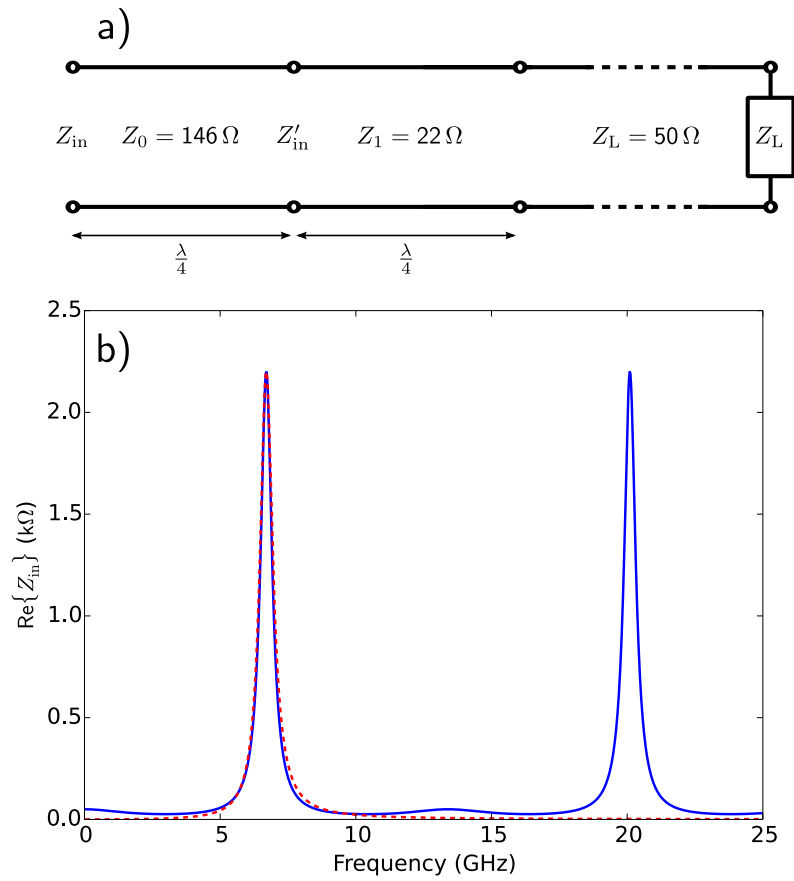 a)
Z_in Z_0 = 146 Ω Z'_in Z_1 = 22 Ω Z_L = 50 Ω Z_L
λ/4 λ/4
b)
2.5
2.0
1.5
1.0
0.5
0.0
Re{Z_in} (kΩ)
0 5 10 15 20 25
Frequency (GHz)